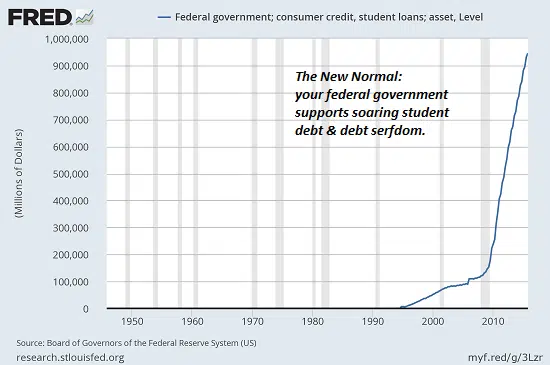 FRED
Federal government; consumer credit, student loans; asset, Level
1,000,000
900,000
800,000
700,000
600,000
500,000
400,000
300,000
200,000
100,000
0
(Millions of Dollars)
The New Normal:
your federal government
supports soaring student
debt & debt serfdom.
1950
1960
1970
1980
1990
2000
2010
Source: Board of Governors of the Federal Reserve System (US)
research.stlouisfed.org
myf.red/g/3Lzr